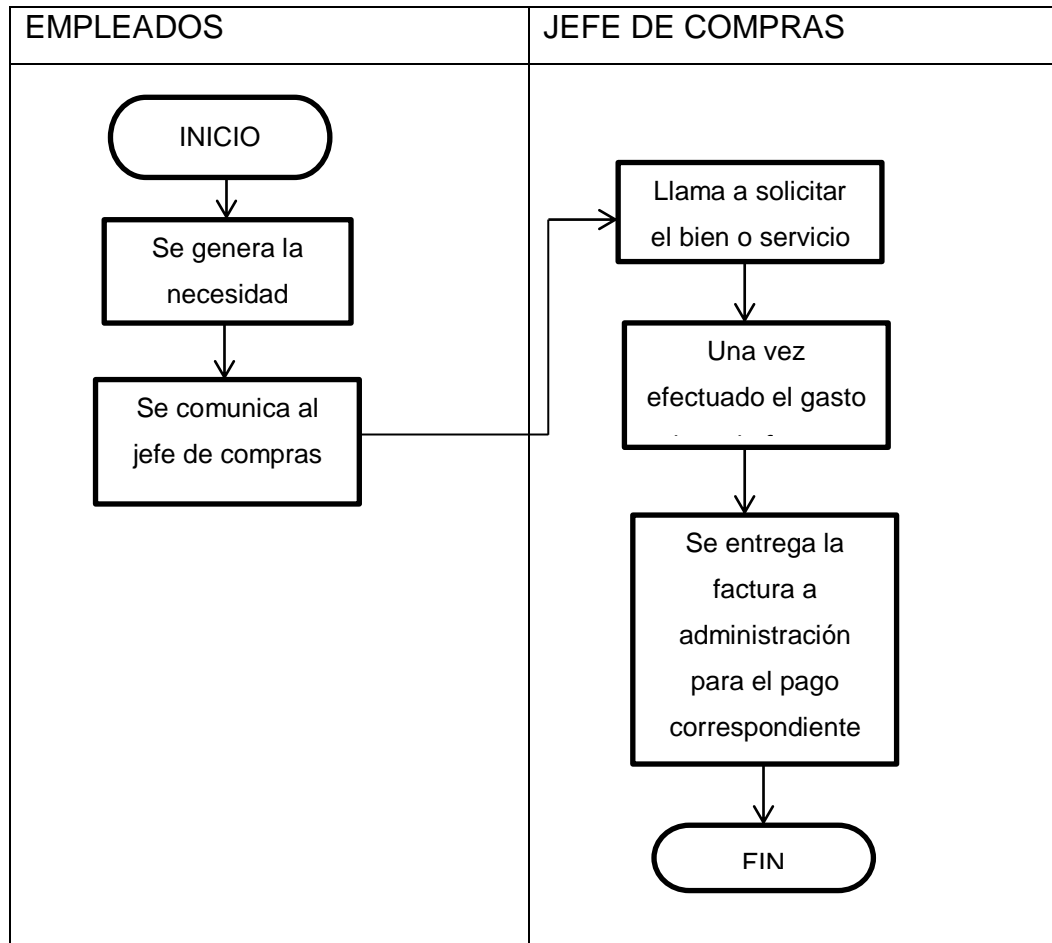 EMPLEADOS
JEFE DE COMPRAS
INICIO
Se genera la
necesidad
Se comunica al
jefe de compras
Llama a solicitar
el bien o servicio
Una vez
efectuado el gasto
Se entrega la
factura a
administración
para el pago
correspondiente
FIN